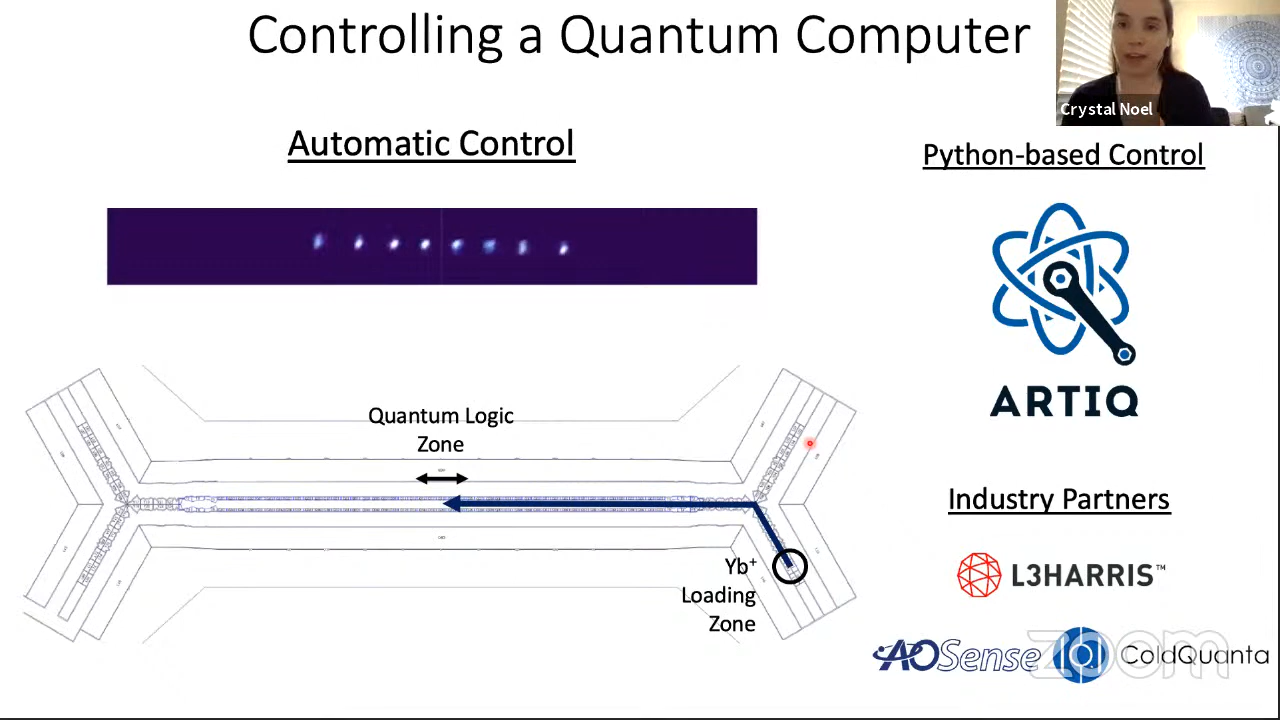 Controlling a Quantum Computer
Crystal Noel
Automatic Control
Python-based Control
ARTIQ
Quantum Logic
Zone
Industry Partners
L3HARRIS™
Yb⁺
Loading
Zone
AOSense
ColdQuanta
zoom